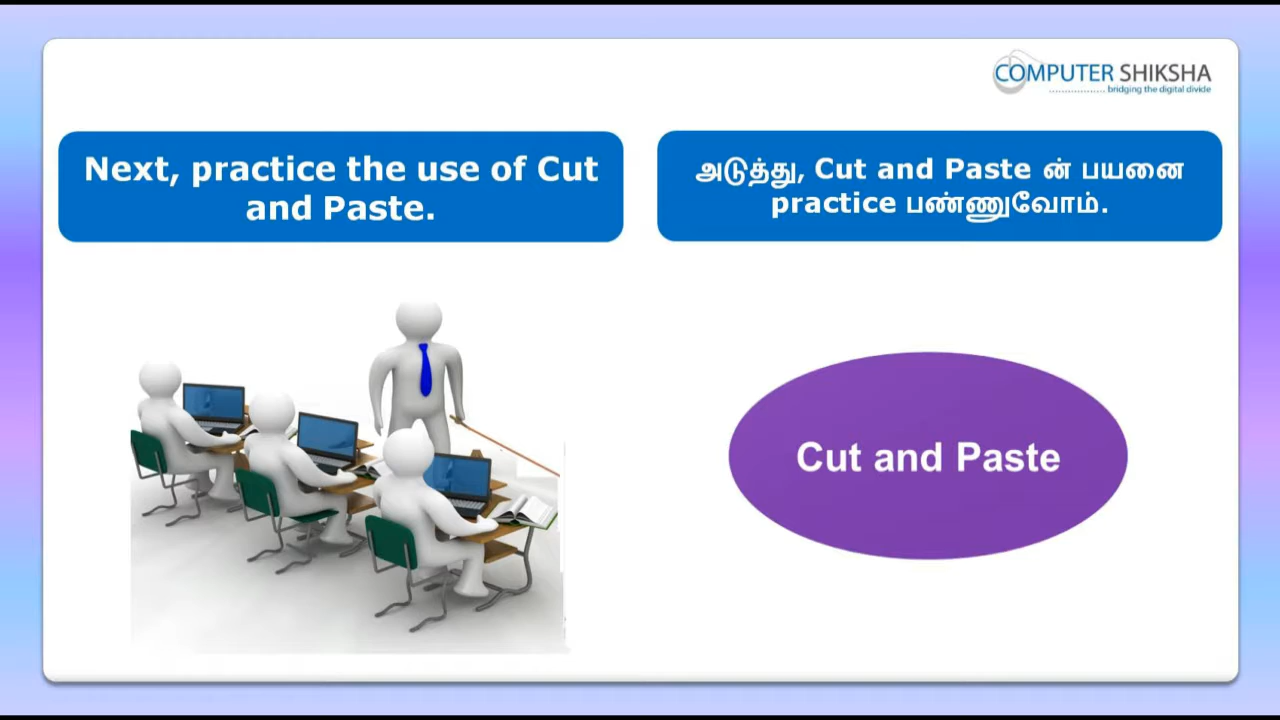 COMPUTER SHIKSHA
bridging the digital divide
Next, practice the use of Cut
and Paste.
அடுத்து, Cut and Paste ன் பயனை
practice பண்ணுவோம்.
Cut and Paste